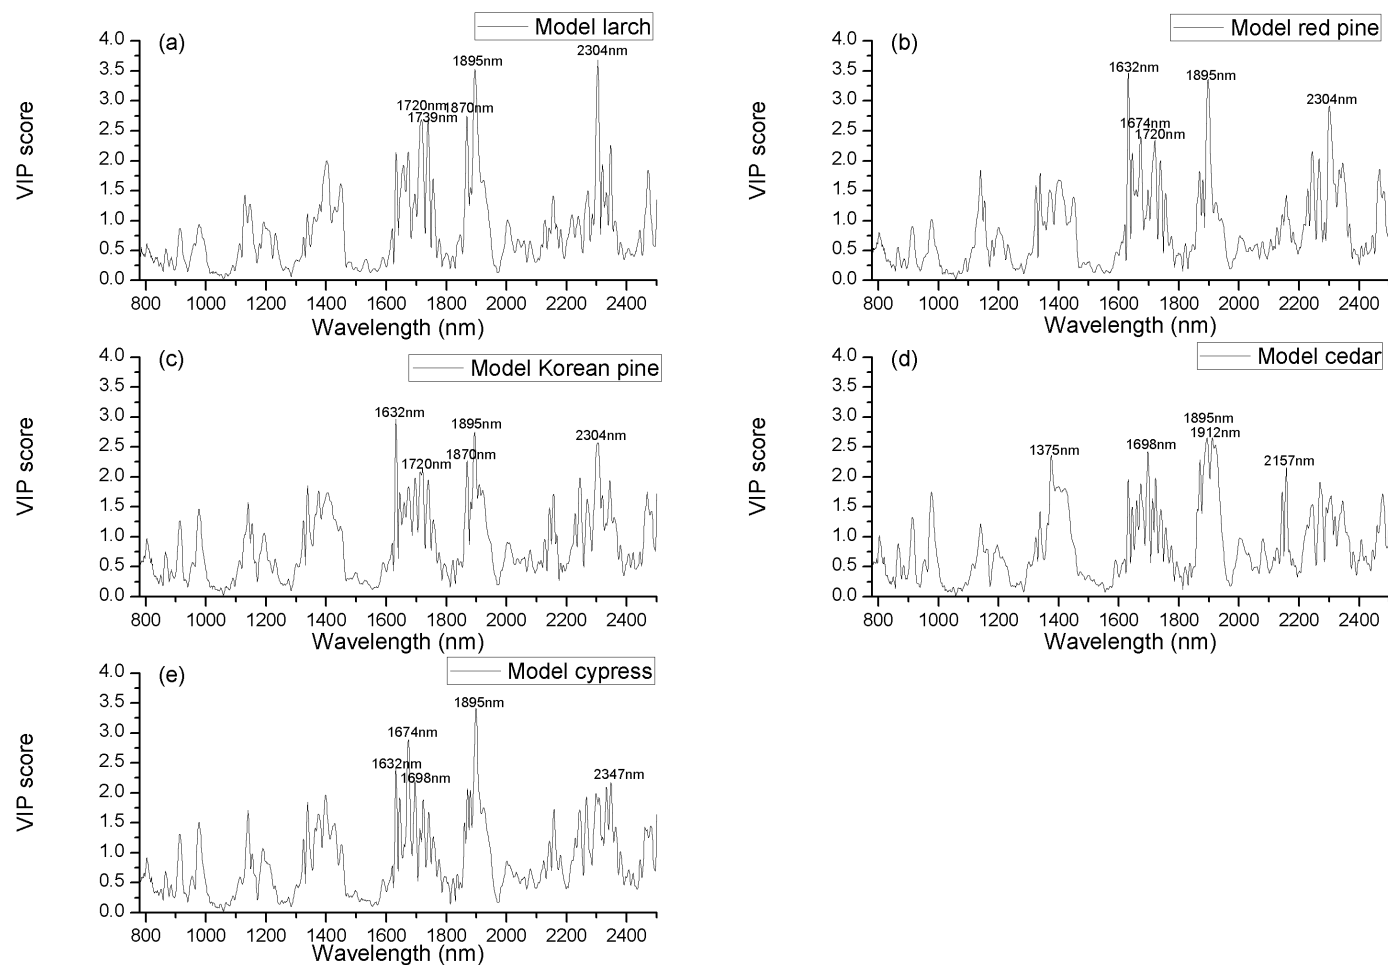 (a)
Model larch
VIP score
4.0
3.5
3.0
2.5
2.0
1.5
1.0
0.5
0.0
1720nm
1739nm
1870nm
1895nm
2304nm
800 1000 1200 1400 1600 1800 2000 2200 2400
Wavelength (nm)
(b)
Model red pine
VIP score
4.0
3.5
3.0
2.5
2.0
1.5
1.0
0.5
0.0
1632nm
1674nm
1720nm
1895nm
2304nm
800 1000 1200 1400 1600 1800 2000 2200 2400
Wavelength (nm)
(c)
Model Korean pine
VIP score
4.0
3.5
3.0
2.5
2.0
1.5
1.0
0.5
0.0
1632nm
1720nm
1870nm
1895nm
2304nm
800 1000 1200 1400 1600 1800 2000 2200 2400
Wavelength (nm)
(d)
Model cedar
VIP score
4.0
3.5
3.0
2.5
2.0
1.5
1.0
0.5
0.0
1375nm
1698nm
1895nm
1912nm
2157nm
800 1000 1200 1400 1600 1800 2000 2200 2400
Wavelength (nm)
(e)
Model cypress
VIP score
4.0
3.5
3.0
2.5
2.0
1.5
1.0
0.5
0.0
1632nm
1674nm
1698nm
1895nm
2347nm
800 1000 1200 1400 1600 1800 2000 2200 2400
Wavelength (nm)